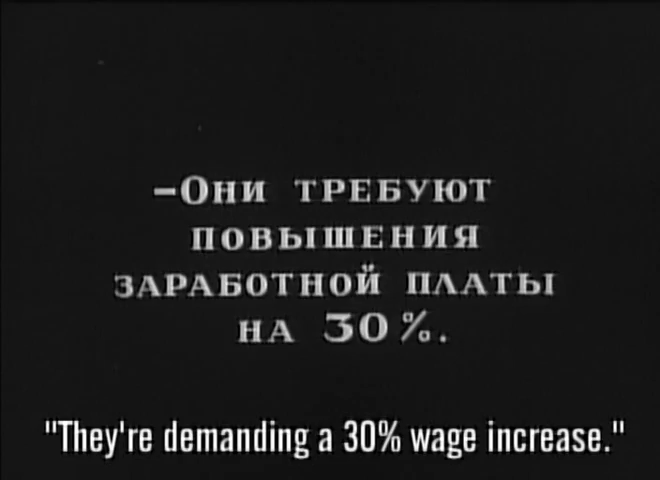 –Они требуют
повышения
заработной платы
на 30%.
"They're demanding a 30% wage increase."